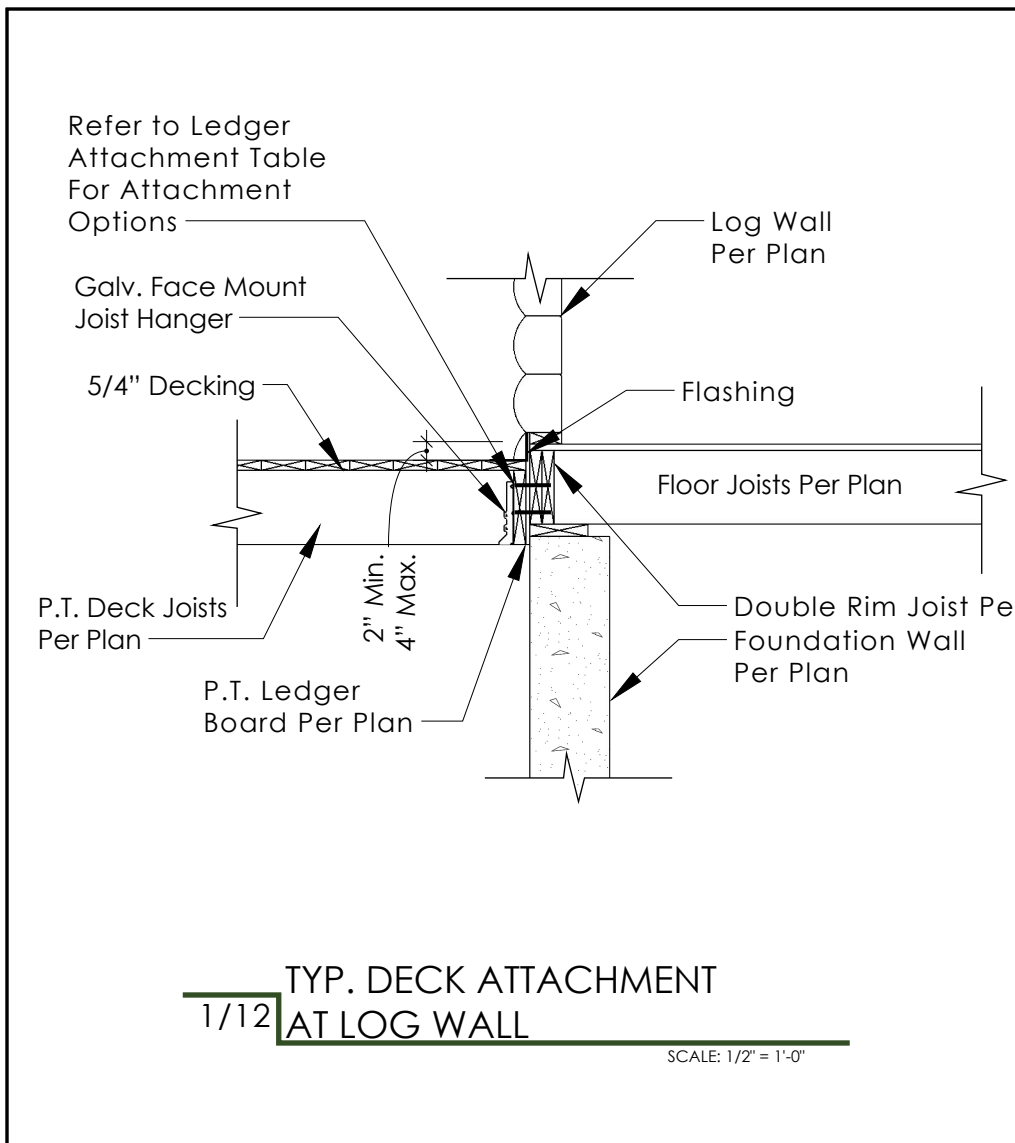 Refer to Ledger
Attachment Table
For Attachment
Options
Log Wall
Per Plan
Galv. Face Mount
Joist Hanger
5/4” Decking
Flashing
Floor Joists Per Plan
2” Min.
4” Max.
P.T. Deck Joists
Per Plan
Double Rim Joist Pe
Foundation Wall
Per Plan
P.T. Ledger
Board Per Plan
1/12
TYP. DECK ATTACHMENT
AT LOG WALL
SCALE: 1/2" = 1'-0"